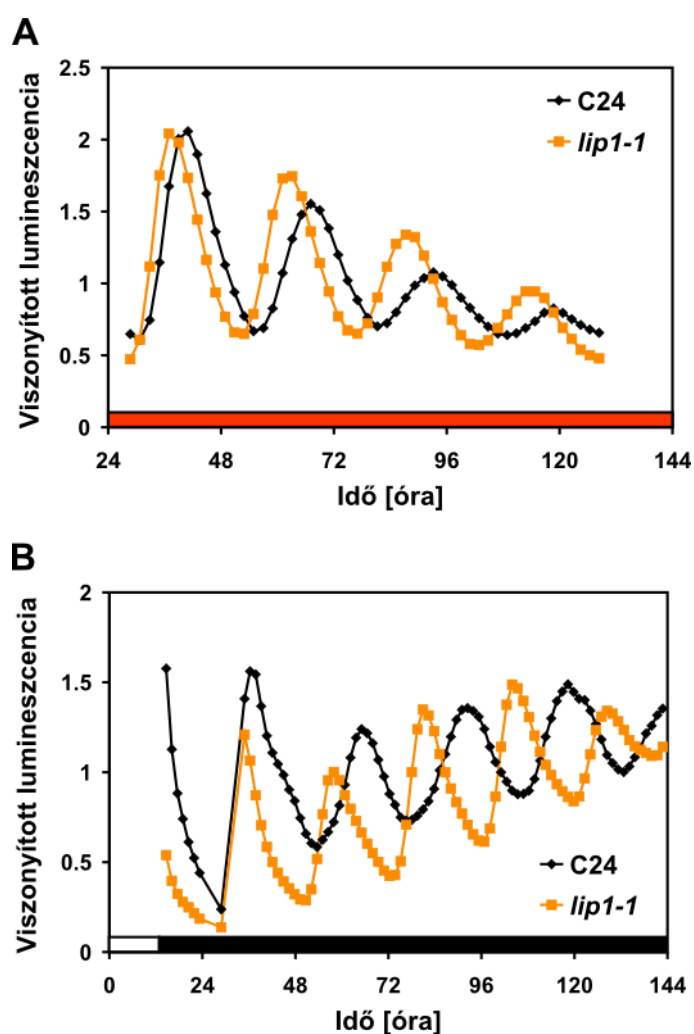 A
Viszonyított lumineszcencia
2.5
2
1.5
1
0.5
0
C24
lip1-1
24 48 72 96 120 144
Idő [óra]
B
Viszonyított lumineszcencia
2
1.5
1
0.5
0
C24
lip1-1
0 24 48 72 96 120 144
Idő [óra]